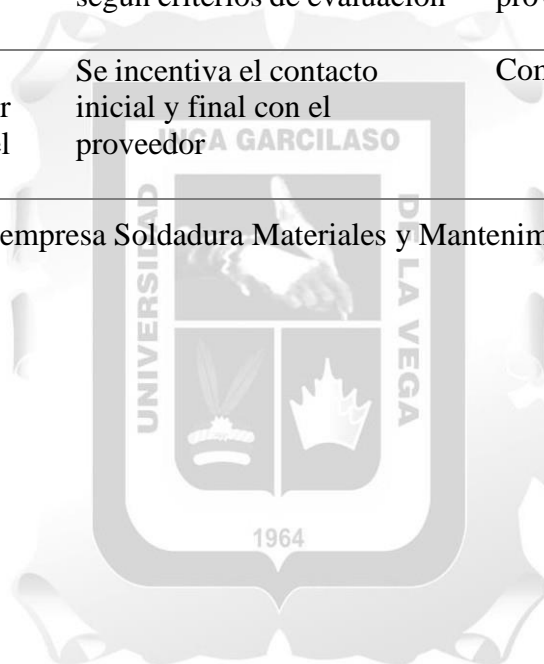 según criterios de evaluación
Se incentiva el contacto
inicial y final con el
proveedor
empresa Soldadura Materiales y
INCA GARCILASO
UNIVERSIDAD
DE LA VEGA
1964